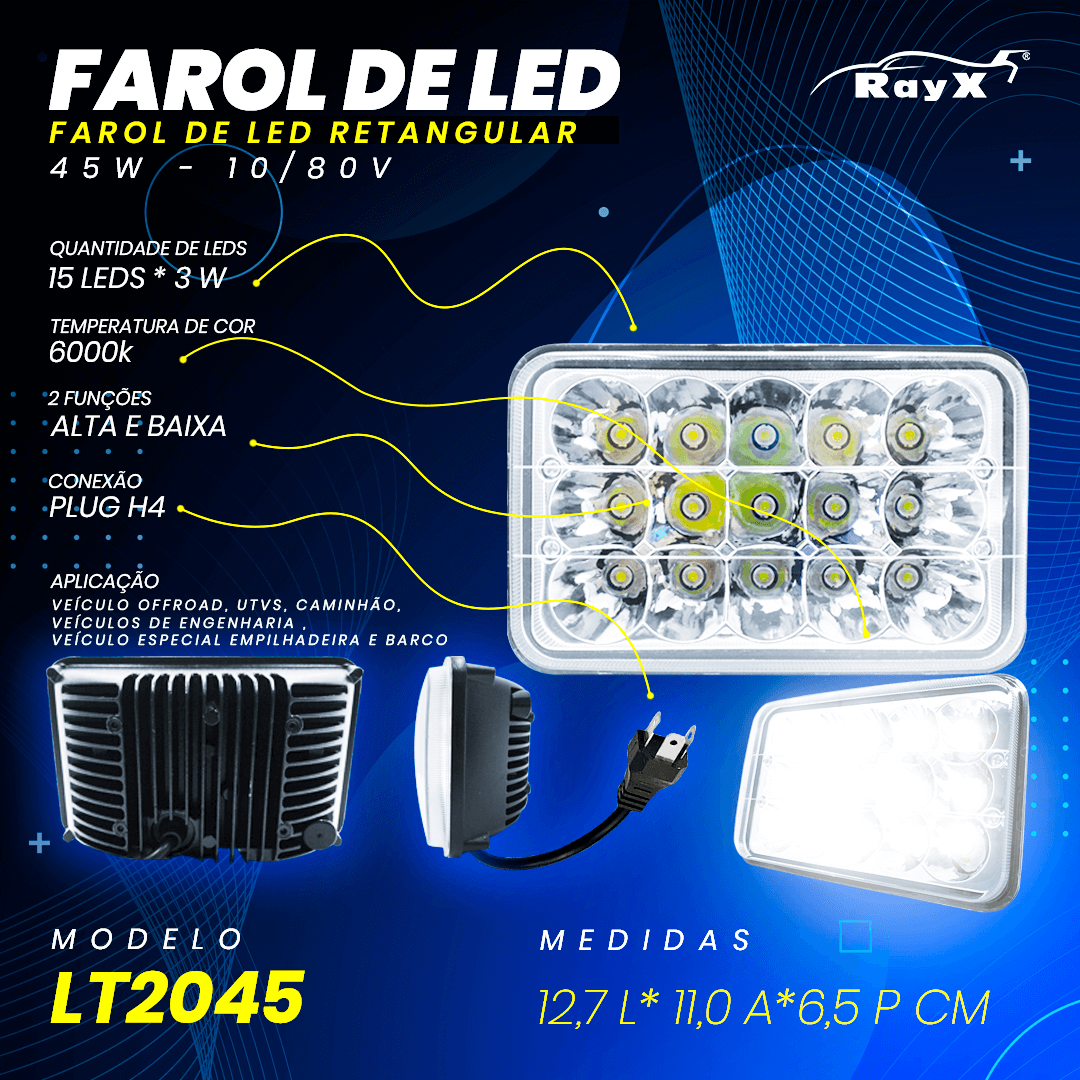 FAROL DE LED
FAROL DE LED RETANGULAR
45W - 10/80V
RayX®
QUANTIDADE DE LEDS
15 LEDS * 3 W
TEMPERATURA DE COR
6000k
2 FUNÇÕES
ALTA E BAIXA
CONEXÃO
PLUG H4
APLICAÇÃO
VEÍCULO OFFROAD, UTVS, CAMINHÃO,
VEÍCULOS DE ENGENHARIA ,
VEÍCULO ESPECIAL EMPILHADEIRA E BARCO
MODELO
LT2045
MEDIDAS
12,7 L* 11,0 A*6,5 P CM